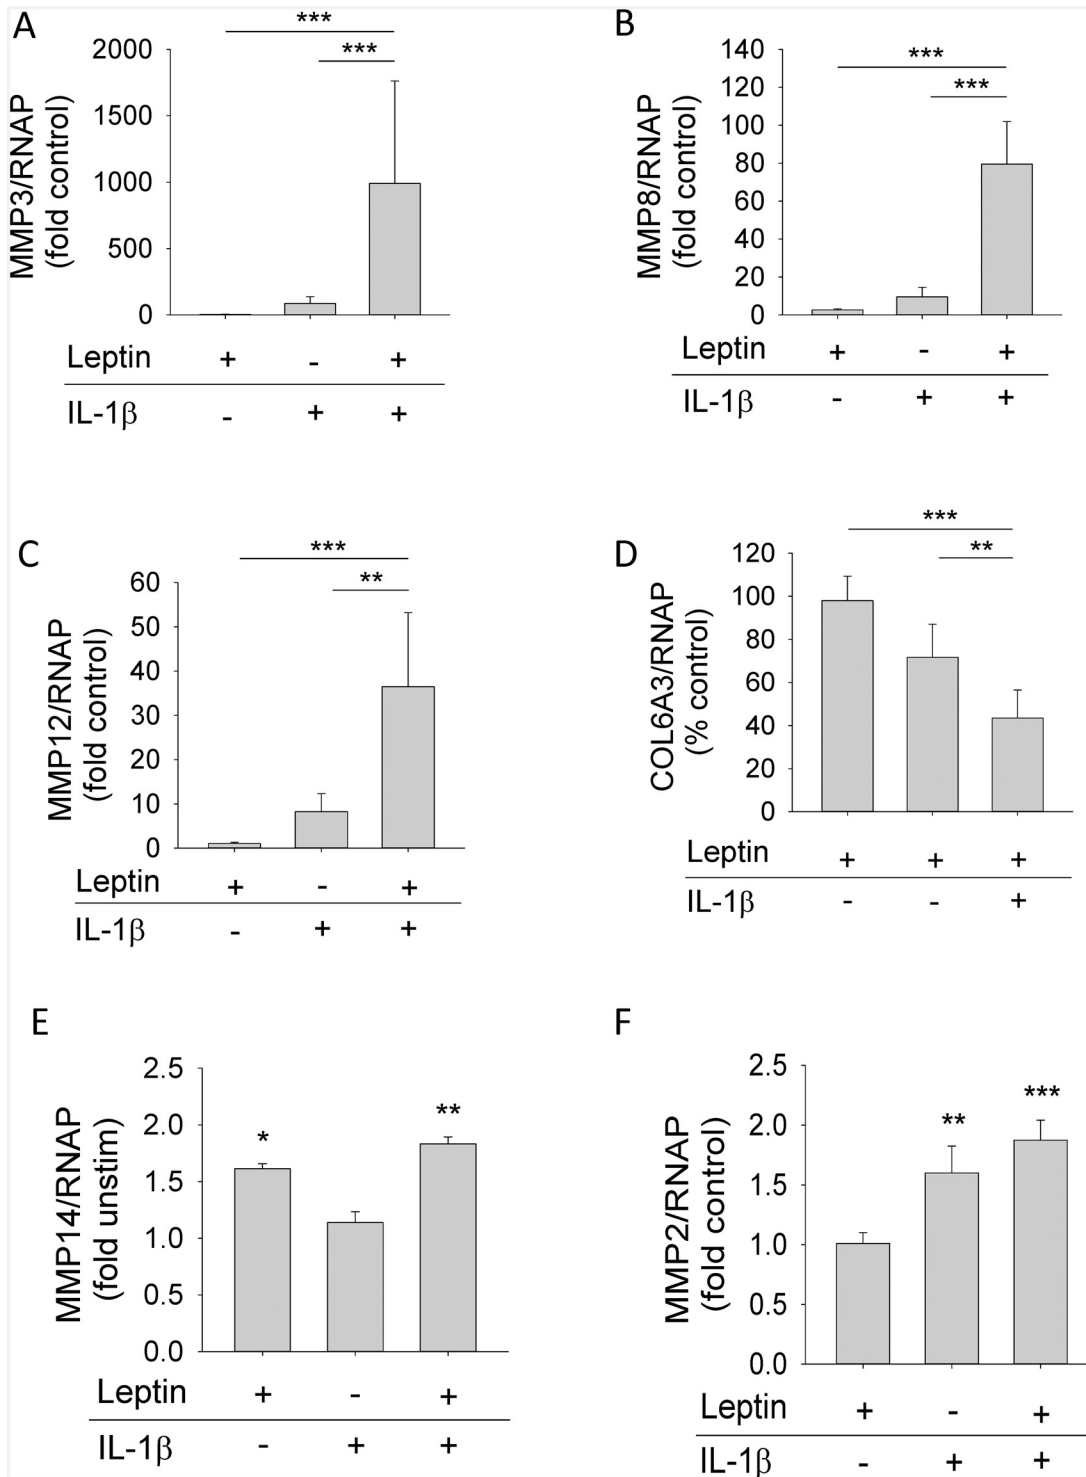 A
MMP3/RNAP
(fold control)
2000
1500
1000
500
0
***
***
Leptin + - +
IL-1β - + +
B
MMP8/RNAP
(fold control)
140
120
100
80
60
40
20
0
***
***
Leptin + - +
IL-1β - + +
C
MMP12/RNAP
(fold control)
60
50
40
30
20
10
0
***
**
Leptin + - +
IL-1β - + +
D
COL6A3/RNAP
(% control)
120
100
80
60
40
20
0
***
**
Leptin + + +
IL-1β - - +
E
MMP14/RNAP
(fold unstim)
2.5
2.0
1.5
1.0
0.5
0.0
*
**
Leptin + - +
IL-1β - + +
F
MMP2/RNAP
(fold control)
2.5
2.0
1.5
1.0
0.5
0.0
**
***
Leptin + - +
IL-1β - + +